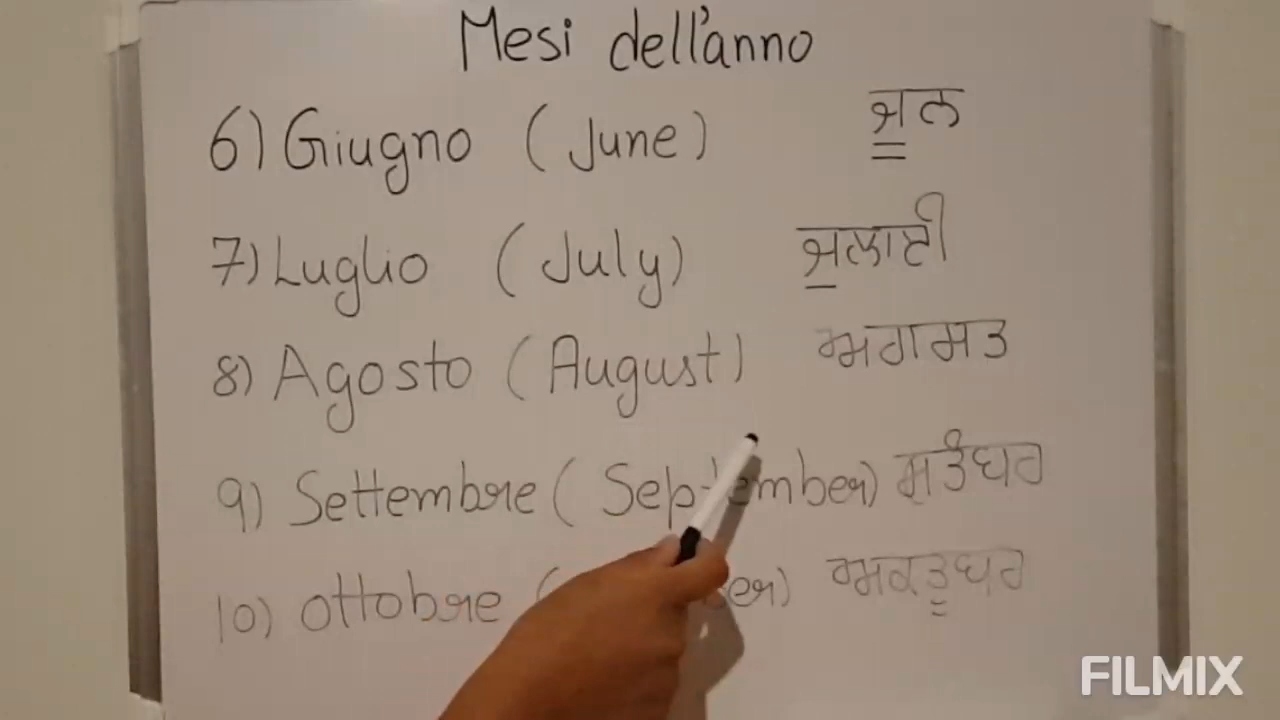 Mesi dell'anno
6) Giugno (June) ਜੂਨ
7) Luglio (July) ਜੁਲਾਈ
8) Agosto (August) ਅਗਸਤ
9) Settembre (September) ਸਤੰਬਰ
10) Ottobre ( ber) ਅਕਤੂਬਰ
FILMIX